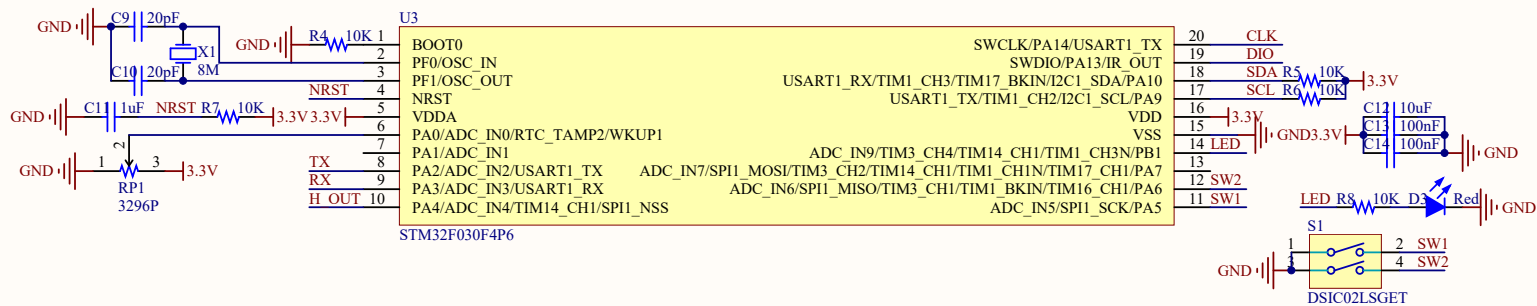 U3
C9 20pF
GND
X1
8M
C10 20pF
GND R4 10K 1 BOOT0
2 PF0/OSC_IN
3 PF1/OSC_OUT
NRST 4 NRST
GND C11 1uF NRST R7 10K 3.3V 3.3V 5 VDDA
6 PA0/ADC_IN0/RTC_TAMP2/WKUP1
7 PA1/ADC_IN1
TX 8 PA2/ADC_IN2/USART1_TX
RX 9 PA3/ADC_IN3/USART1_RX
H_OUT 10 PA4/ADC_IN4/TIM14_CH1/SPI1_NSS
2
GND 1 3 3.3V
RP1
3296P
SWCLK/PA14/USART1_TX 20 CLK
SWDIO/PA13/IR_OUT 19 DIO
USART1_RX/TIM1_CH3/TIM17_BKIN/I2C1_SDA/PA10 18 SDA R5 10K 3.3V
USART1_TX/TIM1_CH2/I2C1_SCL/PA9 17 SCL R6 10K
VDD 16 3.3V
VSS 15 GND
ADC_IN9/TIM3_CH4/TIM14_CH1/TIM1_CH3N/PB1 14 LED
ADC_IN7/SPI1_MOSI/TIM3_CH2/TIM14_CH1/TIM1_CH1N/TIM17_CH1/PA7 13
ADC_IN6/SPI1_MISO/TIM3_CH1/TIM1_BKIN/TIM16_CH1/PA6 12 SW2
ADC_IN5/SPI1_SCK/PA5 11 SW1
STM32F030F4P6
C12 10uF
3.3V C13 100nF
C14 100nF GND
LED R8 10K D3 Red GND
S1
1 2 SW1
GND 3 4 SW2
DSIC02LSGET